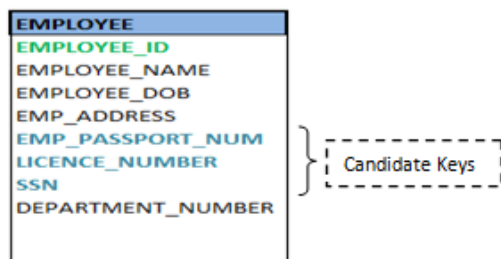 EMPLOYEE
EMPLOYEE_ID
EMPLOYEE_NAME
EMPLOYEE_DOB
EMP_ADDRESS
EMP_PASSPORT_NUM
LICENCE_NUMBER
SSN
DEPARTMENT_NUMBER
Candidate Keys